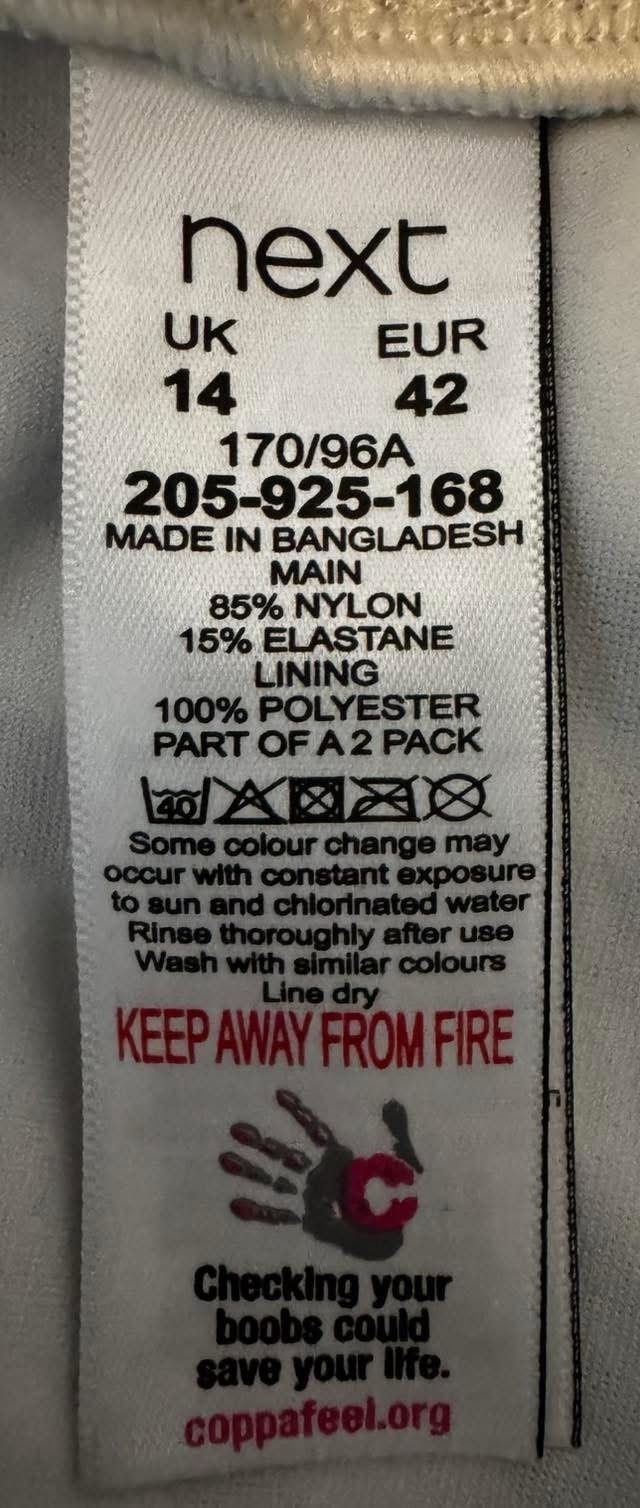 next
UK EUR
14 42
170/96A
205-925-168
MADE IN BANGLADESH
MAIN
85% NYLON
15% ELASTANE
LINING
100% POLYESTER
PART OF A 2 PACK
40
Some colour change may
occur with constant exposure
to sun and chlorinated water
Rinse thoroughly after use
Wash with similar colours
Line dry
KEEP AWAY FROM FIRE
C
Checking your
boobs could
save your life.
coppafeel.org